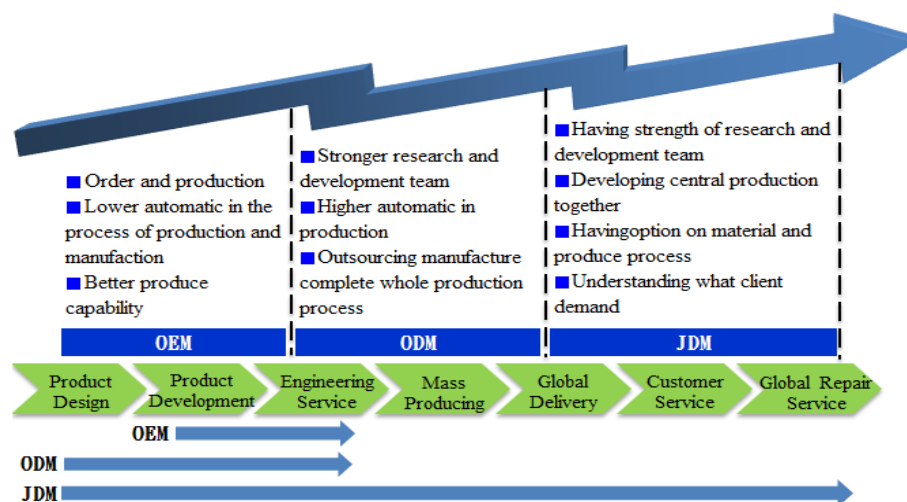 ■Order and production
■Lower automatic in the
process of production and
manufaction
■Better produce
capability
■Stronger research and
development team
■Higher automatic in
production
■Outsourcing manufacture
complete whole production
process
■Having strength of research and
development team
■Developing central production
together
■Havingoption on material and
produce process
■Understanding what client
demand
OEM
ODM
JDM
Product
Design
Product
Development
Engineering
Service
Mass
Producing
Global
Delivery
Customer
Service
Global Repair
Service
OEM
ODM
JDM